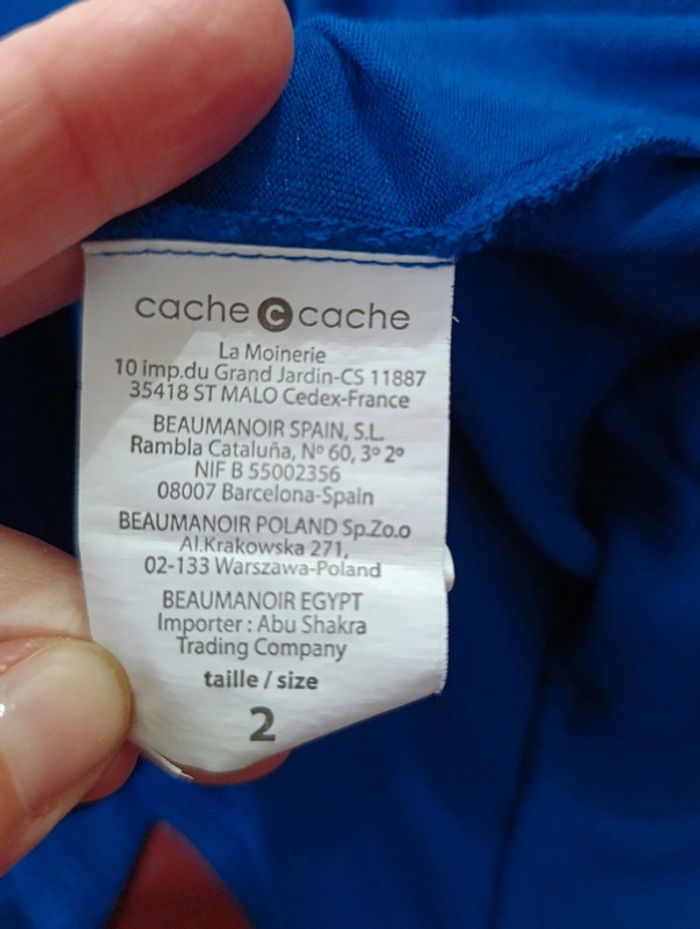 cache c cache
La Moinerie
10 imp.du Grand Jardin-CS 11887
35418 ST MALO Cedex-France
BEAUMANOIR SPAIN, S.L.
Rambla Cataluña, Nº 60, 3º 2º
NIF B 55002356
08007 Barcelona-Spain
BEAUMANOIR POLAND Sp.Zo.o
Al.Krakowska 271,
02-133 Warszawa-Poland
BEAUMANOIR EGYPT
Importer : Abu Shakra
Trading Company
taille / size
2